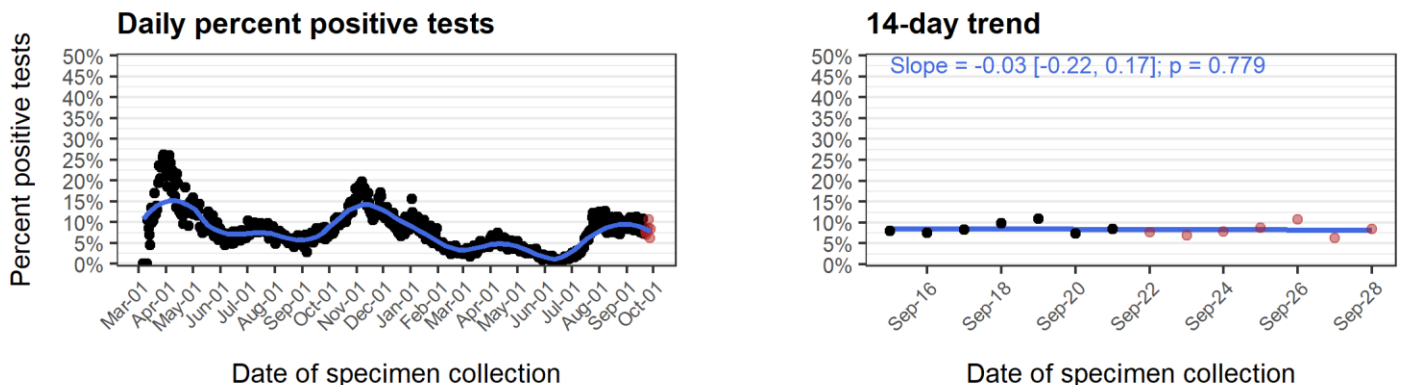 Daily percent positive tests
Percent positive tests
50%
45%
40%
35%
30%
25%
20%
15%
10%
5%
0%
Mar-01
Apr-01
May-01
Jun-01
Jul-01
Aug-01
Sep-01
Oct-01
Nov-01
Dec-01
Jan-01
Feb-01
Mar-01
Apr-01
May-01
Jun-01
Jul-01
Aug-01
Sep-01
Oct-01
Date of specimen collection
14-day trend
Slope = -0.03 [-0.22, 0.17]; p = 0.779
50%
45%
40%
35%
30%
25%
20%
15%
10%
5%
0%
Sep-16
Sep-18
Sep-20
Sep-22
Sep-24
Sep-26
Sep-28
Date of specimen collection